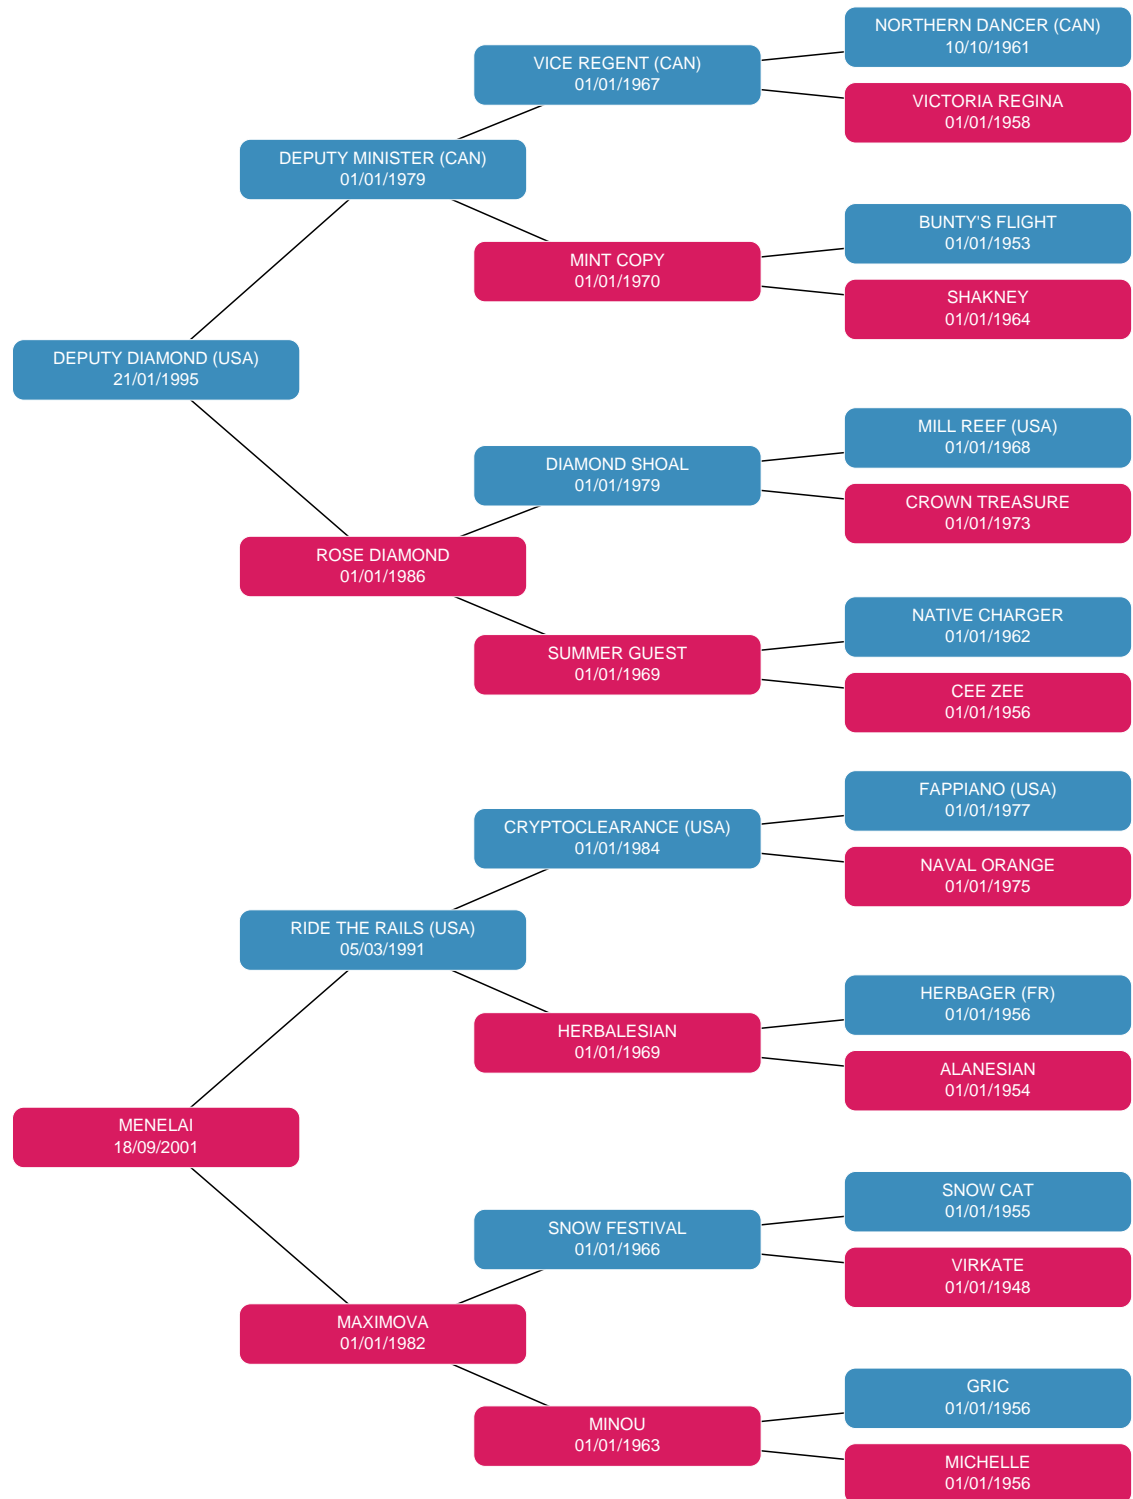 NORTHERN DANCER (CAN)
10/10/1961
VICE REGENT (CAN)
01/01/1967
VICTORIA REGINA
01/01/1958
DEPUTY MINISTER (CAN)
01/01/1979
BUNTY'S FLIGHT
01/01/1953
MINT COPY
01/01/1970
SHAKNEY
01/01/1964
DEPUTY DIAMOND (USA)
21/01/1995
MILL REEF (USA)
01/01/1968
DIAMOND SHOAL
01/01/1979
CROWN TREASURE
01/01/1973
ROSE DIAMOND
01/01/1986
NATIVE CHARGER
01/01/1962
SUMMER GUEST
01/01/1969
CEE ZEE
01/01/1956
FAPPIANO (USA)
01/01/1977
CRYPTOCLEARANCE (USA)
01/01/1984
NAVAL ORANGE
01/01/1975
RIDE THE RAILS (USA)
05/03/1991
HERBAGER (FR)
01/01/1956
HERBALESIAN
01/01/1969
ALANESIAN
01/01/1954
MENELAI
18/09/2001
SNOW CAT
01/01/1955
SNOW FESTIVAL
01/01/1966
VIRKATE
01/01/1948
MAXIMOVA
01/01/1982
GRIC
01/01/1956
MINOU
01/01/1963
MICHELLE
01/01/1956